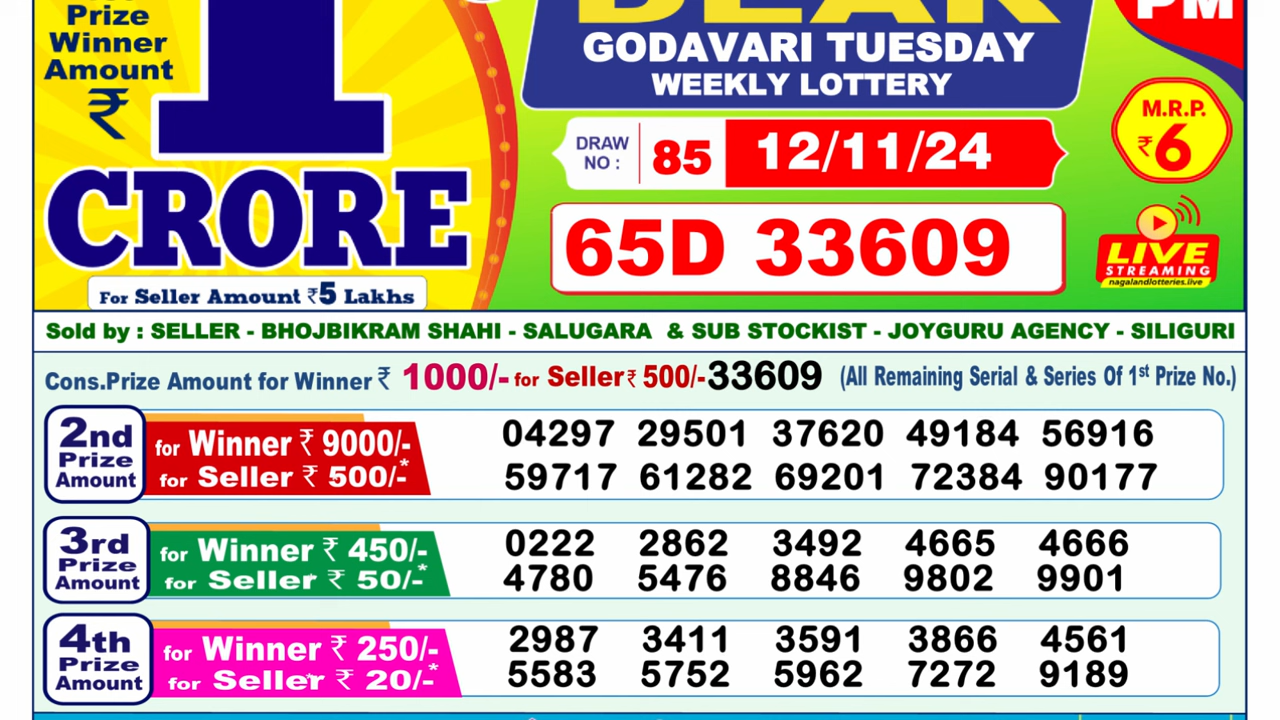 Prize
Winner
Amount
₹
1
CRORE
For Seller Amount ₹5 Lakhs
DEAR
GODAVARI TUESDAY
WEEKLY LOTTERY
PM
M.R.P.
₹6
DRAW
NO :
85
12/11/24
65D 33609
LIVE
STREAMING
nagalandlotteries.live
Sold by : SELLER - BHOJBIKRAM SHAHI - SALUGARA & SUB STOCKIST - JOYGURU AGENCY - SILIGURI
Cons.Prize Amount for Winner ₹ 1000/- for Seller ₹ 500/- 33609 (All Remaining Serial & Series Of 1st Prize No.)
2nd
Prize
Amount
for Winner ₹ 9000/-
for Seller ₹ 500/-*
04297 29501 37620 49184 56916
59717 61282 69201 72384 90177
3rd
Prize
Amount
for Winner ₹ 450/-
for Seller ₹ 50/-*
0222 2862 3492 4665 4666
4780 5476 8846 9802 9901
4th
Prize
Amount
for Winner ₹ 250/-
for Seller ₹ 20/-*
2987 3411 3591 3866 4561
5583 5752 5962 7272 9189